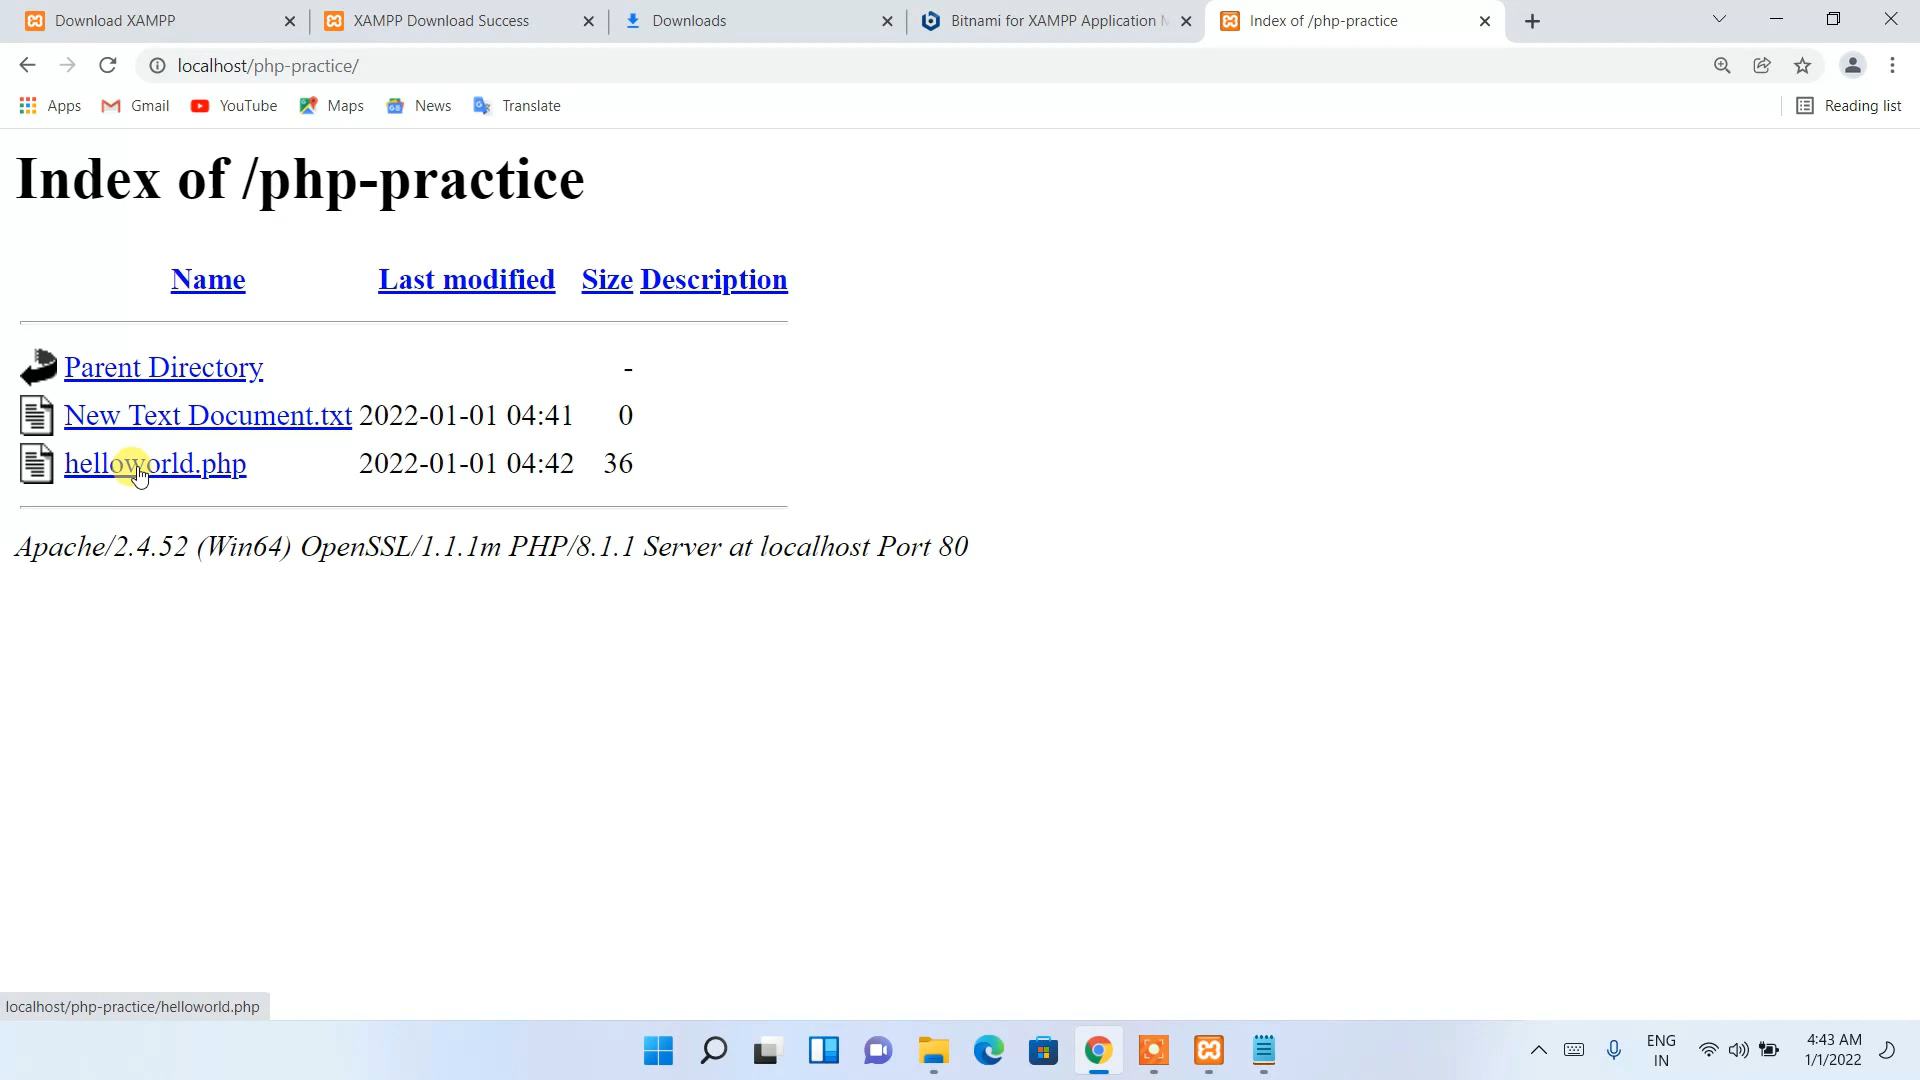 Download XAMPP
XAMPP Download Success
Downloads
Bitnami for XAMPP Application
Index of /php-practice
localhost/php-practice/
Apps
Gmail
YouTube
Maps
News
Translate
Reading list
Index of /php-practice
Name Last modified Size Description
Parent Directory -
New Text Document.txt 2022-01-01 04:41 0
helloworld.php 2022-01-01 04:42 36
Apache/2.4.52 (Win64) OpenSSL/1.1.1m PHP/8.1.1 Server at localhost Port 80
localhost/php-practice/helloworld.php
ENG
IN
4:43 AM
1/1/2022